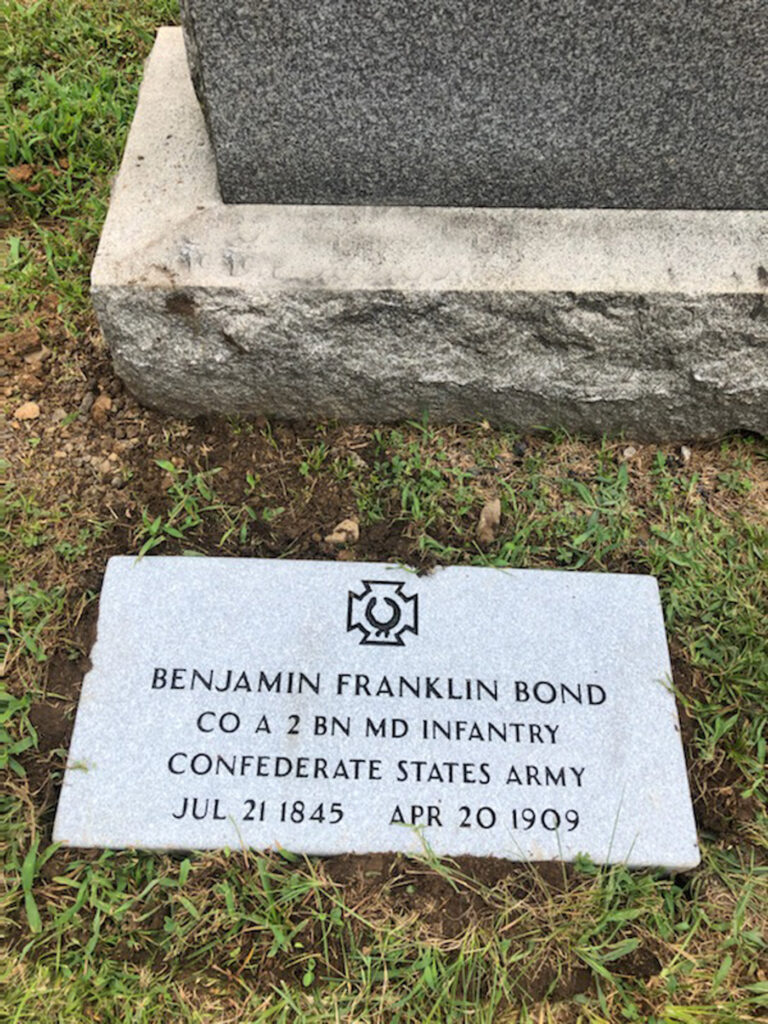 BENJAMIN FRANKLIN BOND
CO A 2 BN MD INFANTRY
CONFEDERATE STATES ARMY
JUL 21 1845 APR 20 1909